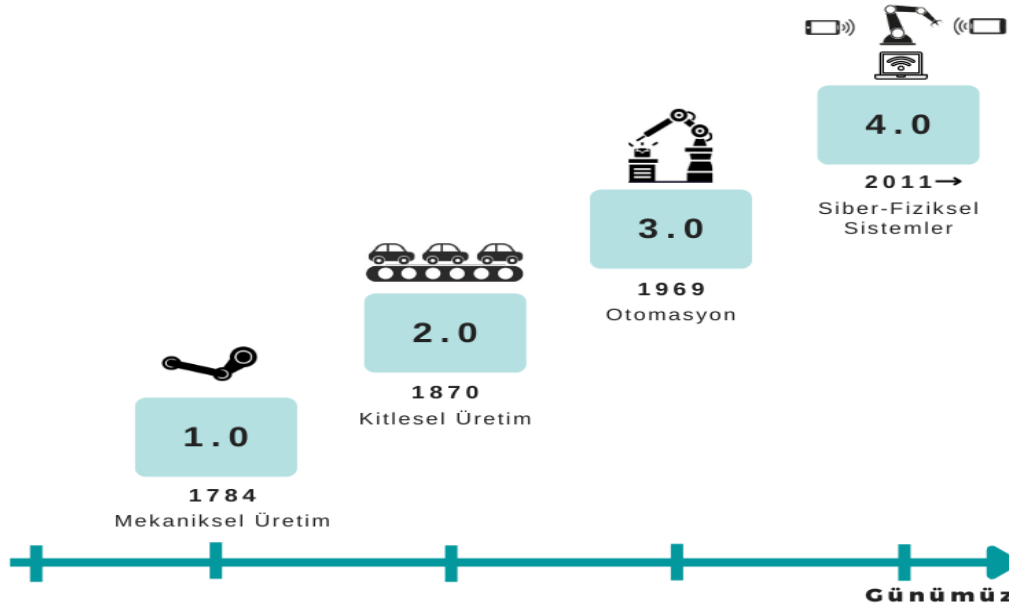 4.0
2011→
Siber-Fiziksel
Sistemler
3.0
1969
Otomasyon
2.0
1870
Kitlesel Üretim
1.0
1784
Mekaniksel Üretim
Günümüz